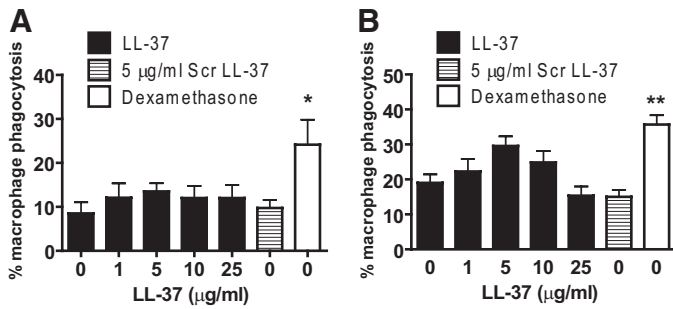 A
LL-37
5 μg/ml Scr LL-37
Dexamethasone
% macrophage phagocytosis
40
30
20
10
0
*
0 1 5 10 25 0 0
LL-37 (μg/ml)
B
LL-37
5 μg/ml Scr LL-37
Dexamethasone
% macrophage phagocytosis
50
40
30
20
10
0
**
0 1 5 10 25 0 0
LL-37 (μg/ml)